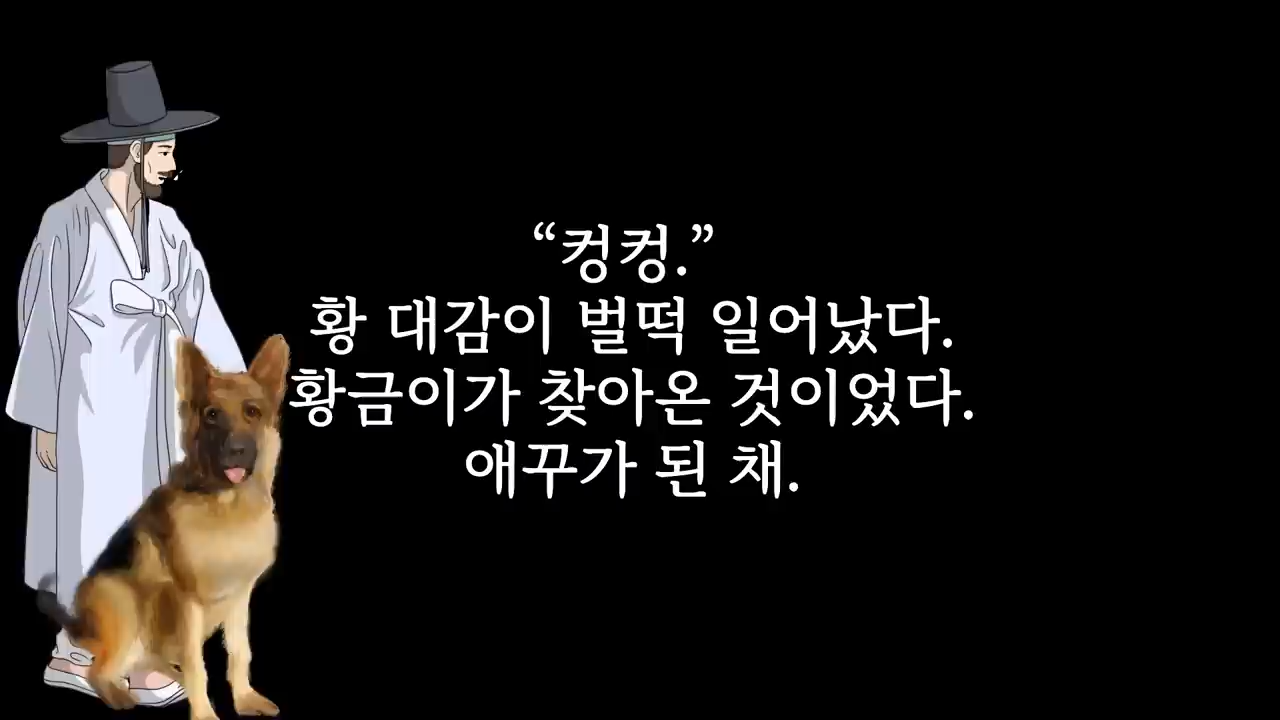 “컹컹.”
황 대감이 벌떡 일어났다.
황금이가 찾아온 것이었다.
애꾸가 된 채.